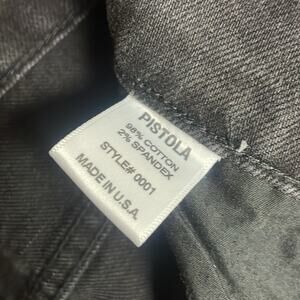 PISTOLA
98% COTTON
2% SPANDEX
STYLE# 0001
MADE IN U.S.A.